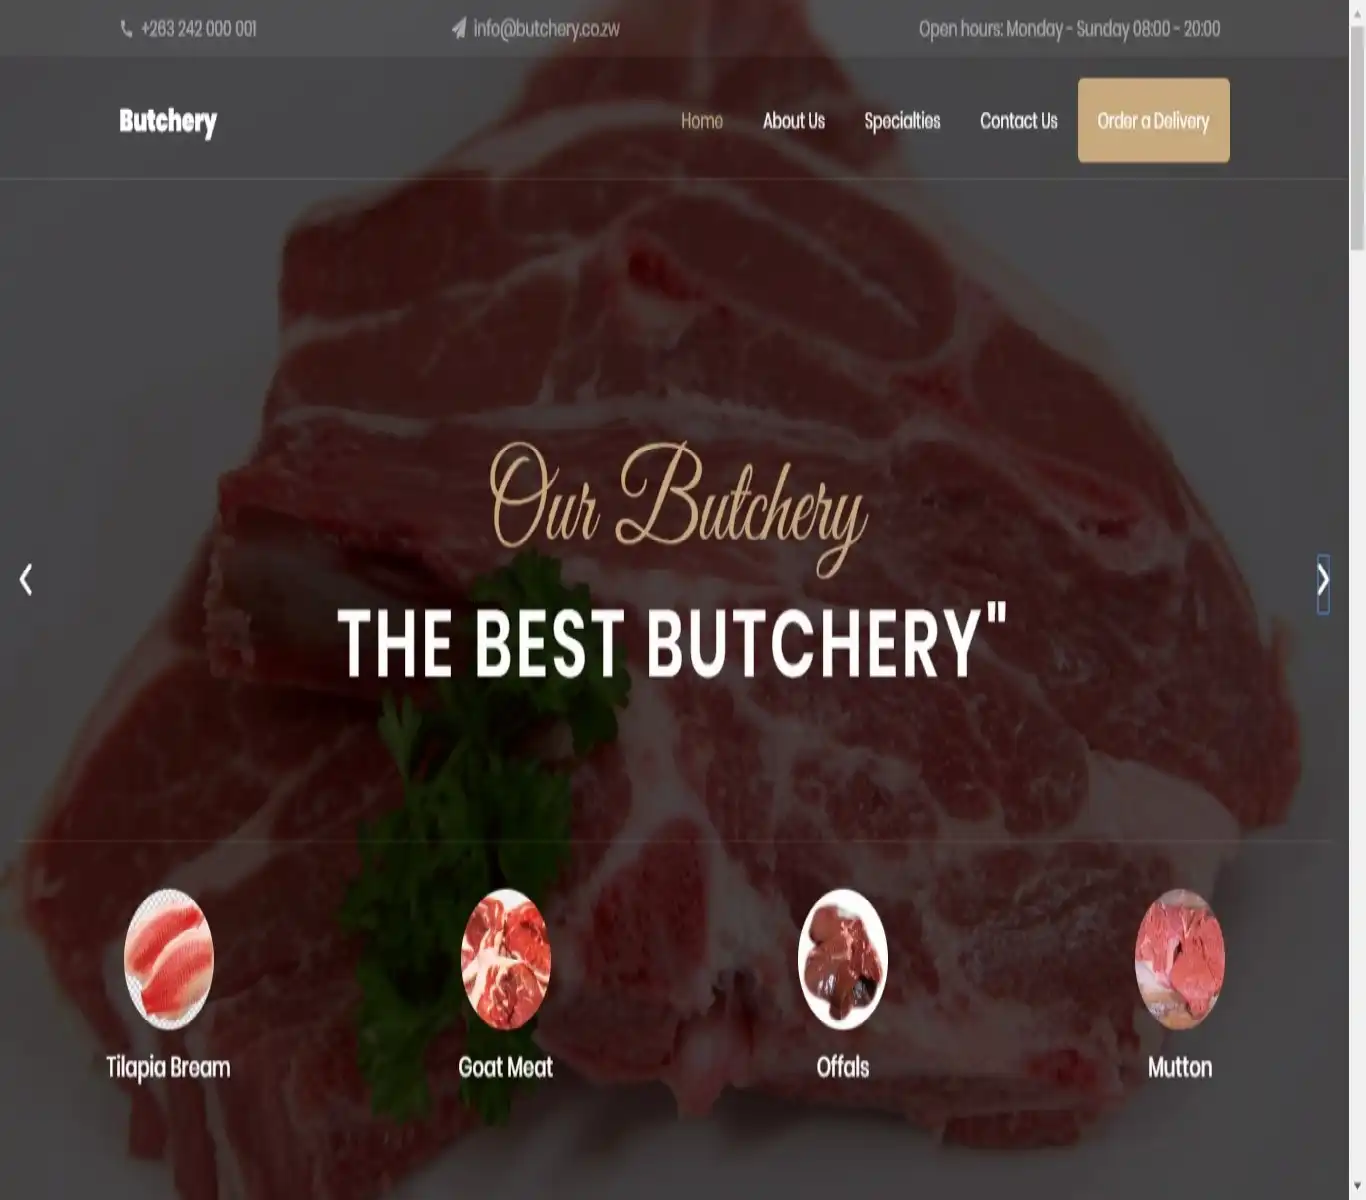 +263 242 000 001
info@butchery.co.zw
Open hours: Monday - Sunday 08:00 - 20:00
Butchery
Home
About Us
Specialties
Contact Us
Order a Delivery
Our Butchery
THE BEST BUTCHERY"
Tilapia Bream
Goat Meat
Offals
Mutton